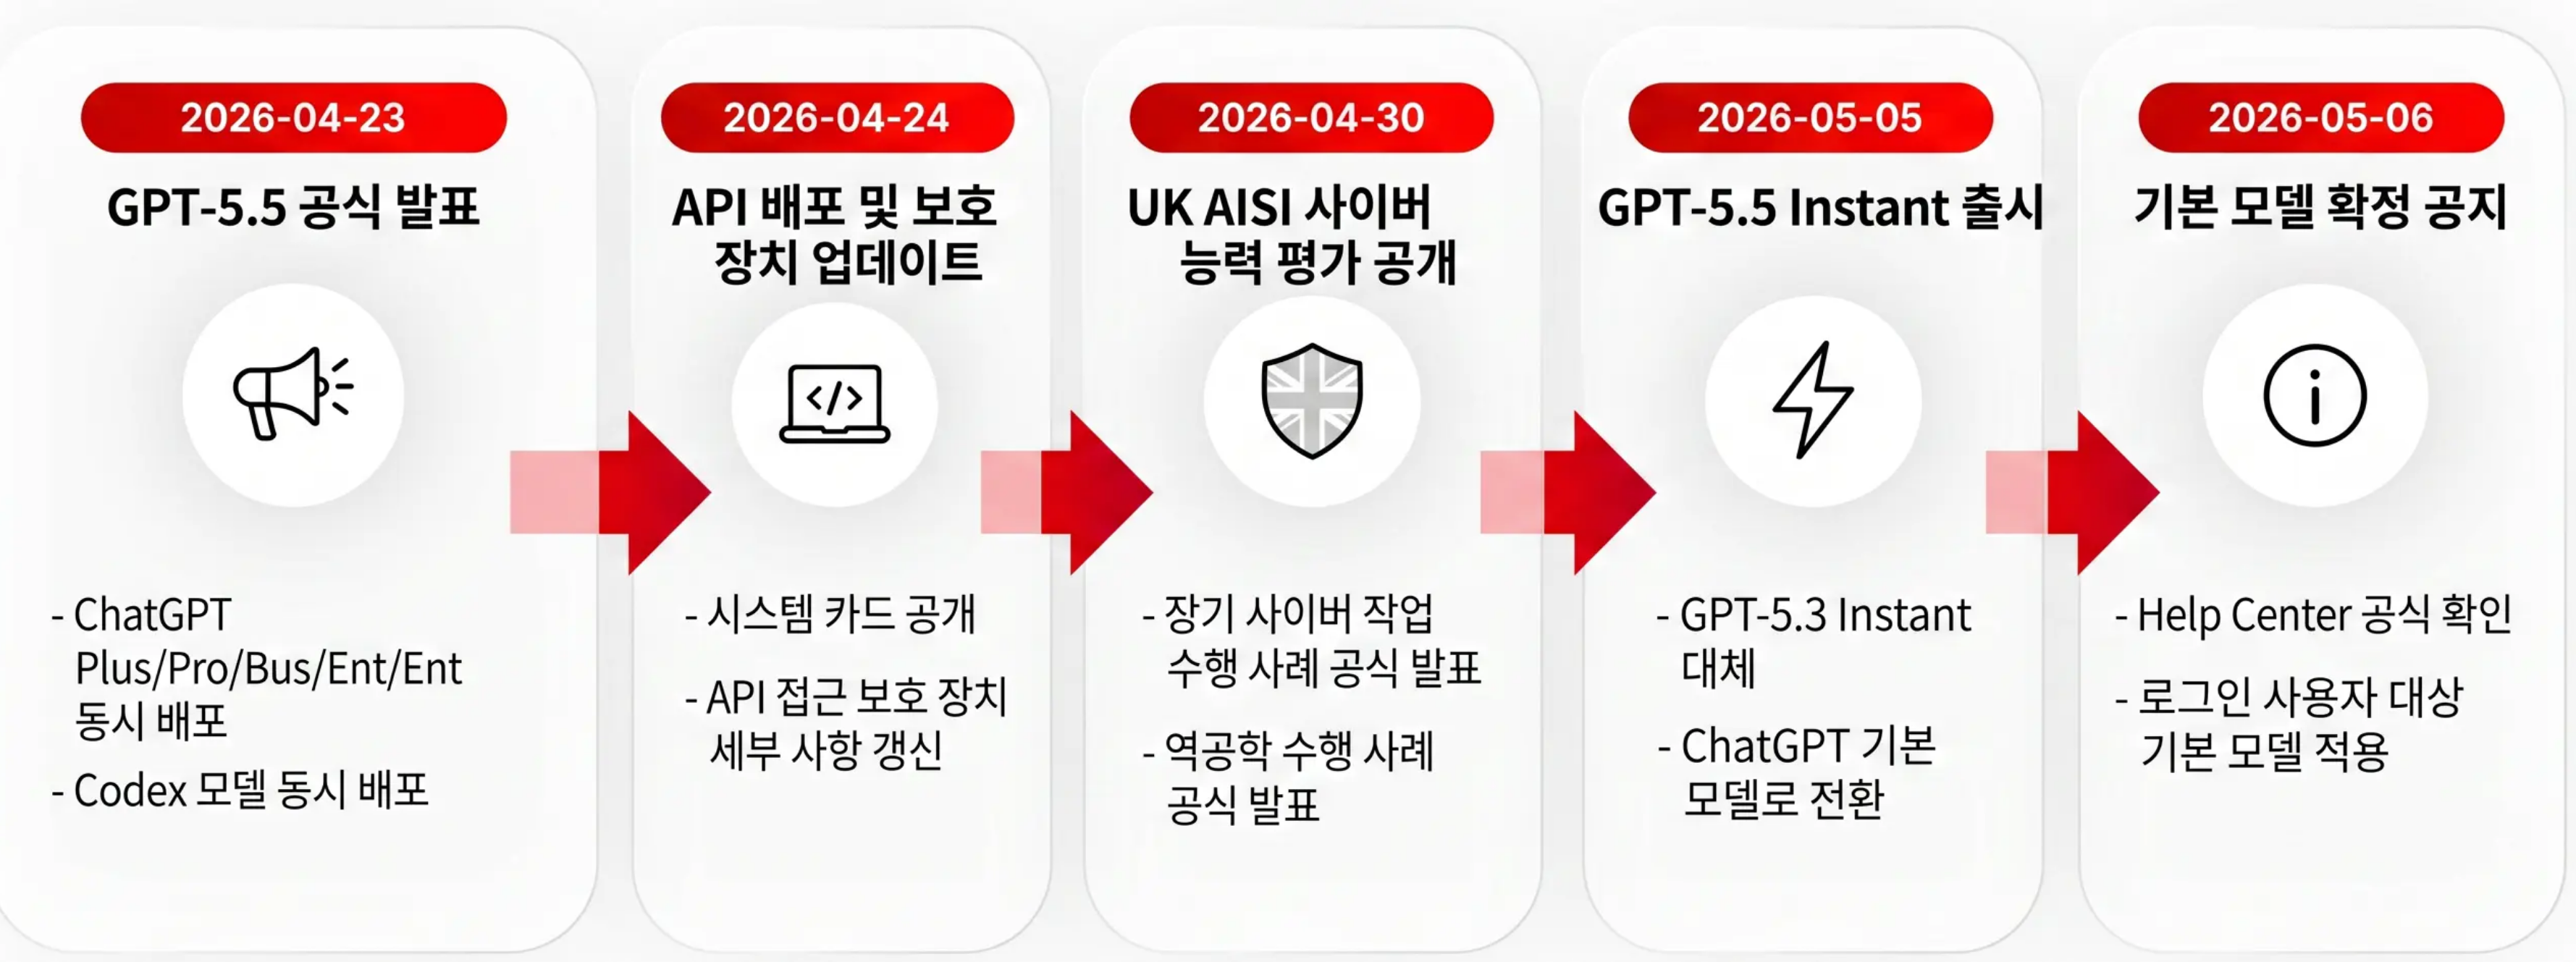 2026-04-23
GPT-5.5 공식 발표
- ChatGPT
Plus/Pro/Bus/Ent/Ent
동시 배포
- Codex 모델 동시 배포
2026-04-24
API 배포 및 보호
장치 업데이트
</>
- 시스템 카드 공개
- API 접근 보호 장치
세부 사항 갱신
2026-04-30
UK AISI 사이버
능력 평가 공개
- 장기 사이버 작업
수행 사례 공식 발표
- 역공학 수행 사례
공식 발표
2026-05-05
GPT-5.5 Instant 출시
- GPT-5.3 Instant
대체
- ChatGPT 기본
모델로 전환
2026-05-06
기본 모델 확정 공지
i
- Help Center 공식 확인
- 로그인 사용자 대상
기본 모델 적용